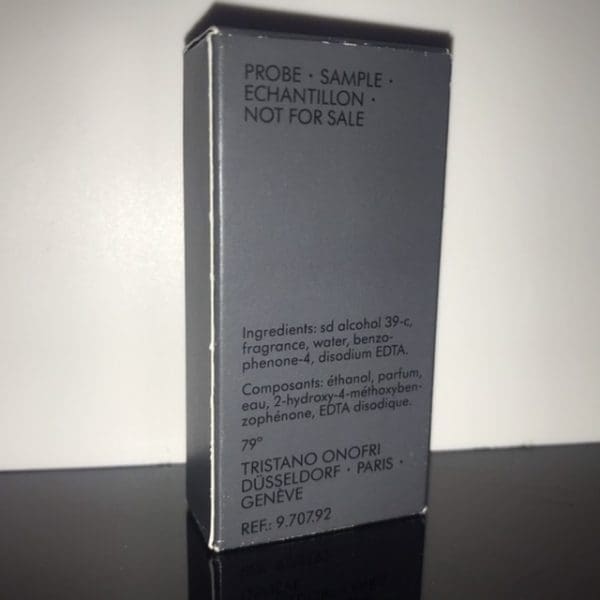 PROBE · SAMPLE ·
ECHANTILLON ·
NOT FOR SALE
Ingredients: sd alcohol 39-c,
fragrance, water, benzo-
phenone-4, disodium EDTA.
Composants: éthanol, parfum,
eau, 2-hydroxy-4-méthoxyben-
zophénone, EDTA disodique.
79°
TRISTANO ONOFRI
DÜSSELDORF · PARIS ·
GENÈVE
REF.: 9.707.92